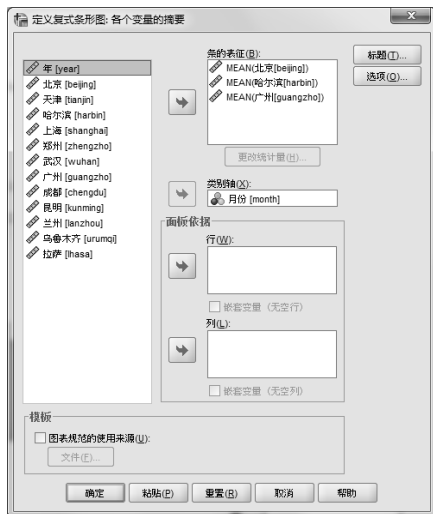 定义复式条形图: 各个变量的摘要
年 [year]
北京 [beijing]
天津 [tianjin]
哈尔滨 [harbin]
上海 [shanghai]
郑州 [zhengzho]
武汉 [wuhan]
广州 [guangzho]
成都 [chengdu]
昆明 [kunming]
兰州 [lanzhou]
乌鲁木齐 [urumqi]
拉萨 [lhasa]
条的表征(B):
MEAN(北京[beijing])
MEAN(哈尔滨[harbin])
MEAN(广州[guangzho])
更改统计量(H)...
类别轴(X):
月份 [month]
面板依据
行(W):
嵌套变量 (无空行)
列(L):
嵌套变量 (无空列)
标题(T)...
选项(O)...
模板
图表规范的使用来源(U):
文件(F)...
确定 粘贴(P) 重置(R) 取消 帮助